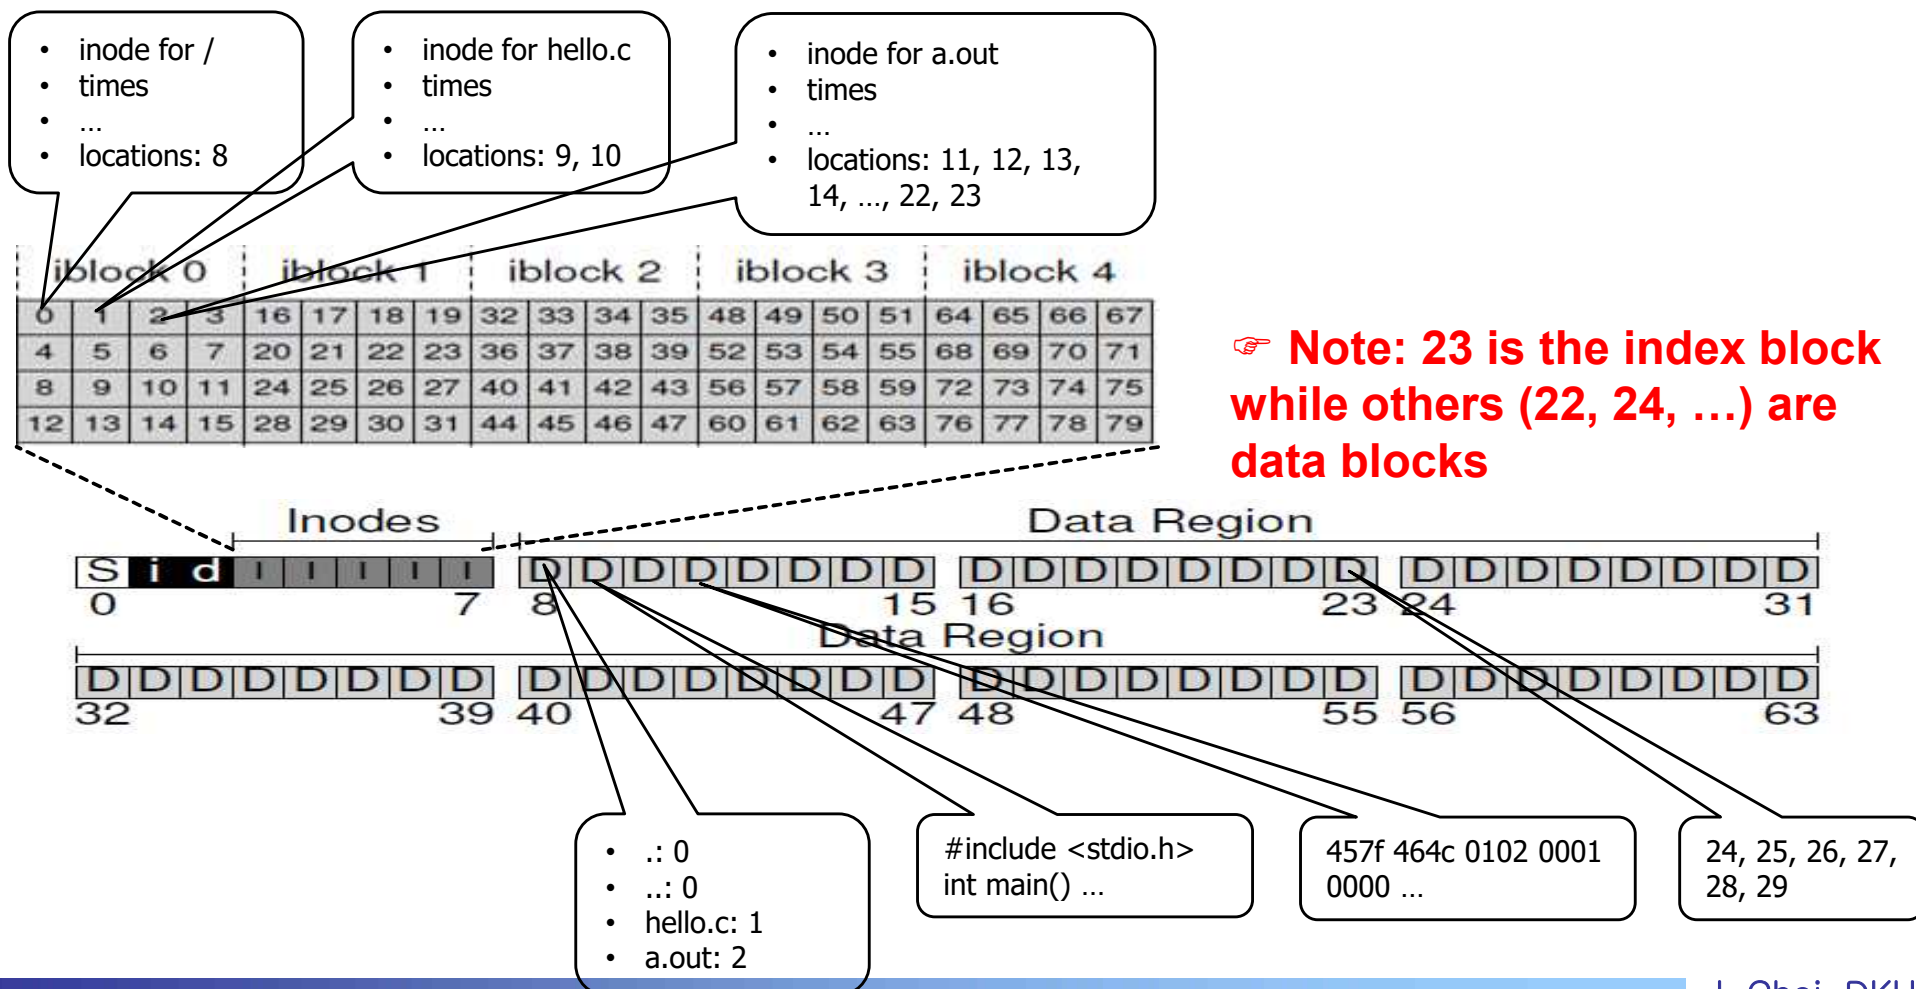 • inode for /
• times
• ...
• locations: 8
• inode for hello.c
• times
• ...
• locations: 9, 10
• inode for a.out
• times
• ...
• locations: 11, 12, 13,
14, ..., 22, 23
iblock 0 iblock 1 iblock 2 iblock 3 iblock 4
0 1 2 3 16 17 18 19 32 33 34 35 48 49 50 51 64 65 66 67
4 5 6 7 20 21 22 23 36 37 38 39 52 53 54 55 68 69 70 71
8 9 10 11 24 25 26 27 40 41 42 43 56 57 58 59 72 73 74 75
12 13 14 15 28 29 30 31 44 45 46 47 60 61 62 63 76 77 78 79
☞ Note: 23 is the index block
while others (22, 24, ...) are
data blocks
Inodes Data Region
S i d I I I I I D D D D D D D D D D D D D D D D D D D D D D D D
0 7 8 15 16 23 24 31
Data Region
D D D D D D D D D D D D D D D D D D D D D D D D D D D D D D D D
32 39 40 47 48 55 56 63
• .: 0
• ..: 0
• hello.c: 1
• a.out: 2
#include <stdio.h>
int main() ...
457f 464c 0102 0001
0000 ...
24, 25, 26, 27,
28, 29